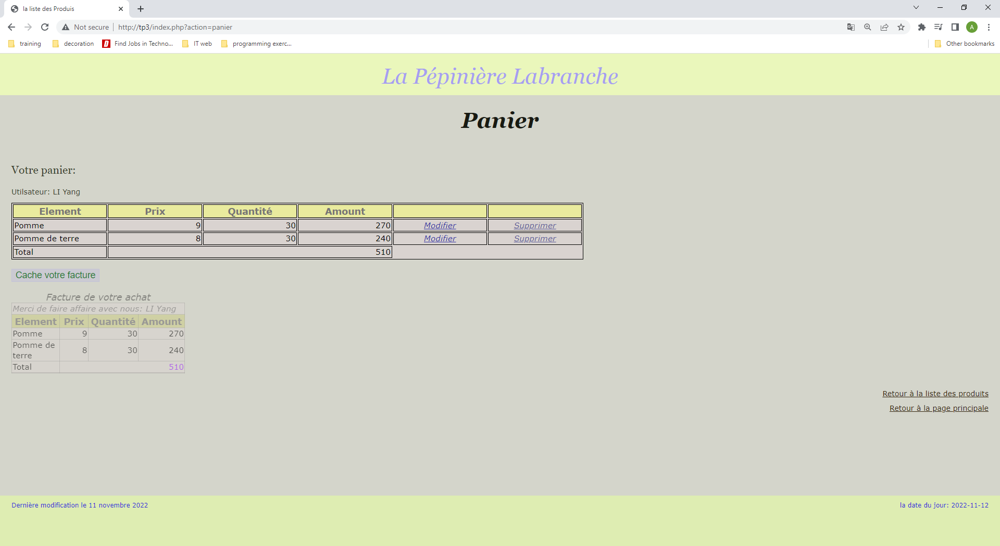 la liste des Produis
Not secure http://tp3/index.php?action=panier
A
training decoration D Find Jobs in Techno... IT web programming exerc... Other bookmarks
La Pépinière Labranche
Panier
Votre panier:
Utilsateur: LI Yang
Element Prix Quantité Amount
Pomme 9 30 270 Modifier Supprimer
Pomme de terre 8 30 240 Modifier Supprimer
Total 510
Cache votre facture
Facture de votre achat
Merci de faire affaire avec nous: LI Yang
Element Prix Quantité Amount
Pomme 9 30 270
Pomme de terre 8 30 240
Total 510
Retour à la liste des produits
Retour à la page principale
Dernière modification le 11 novembre 2022 la date du jour: 2022-11-12